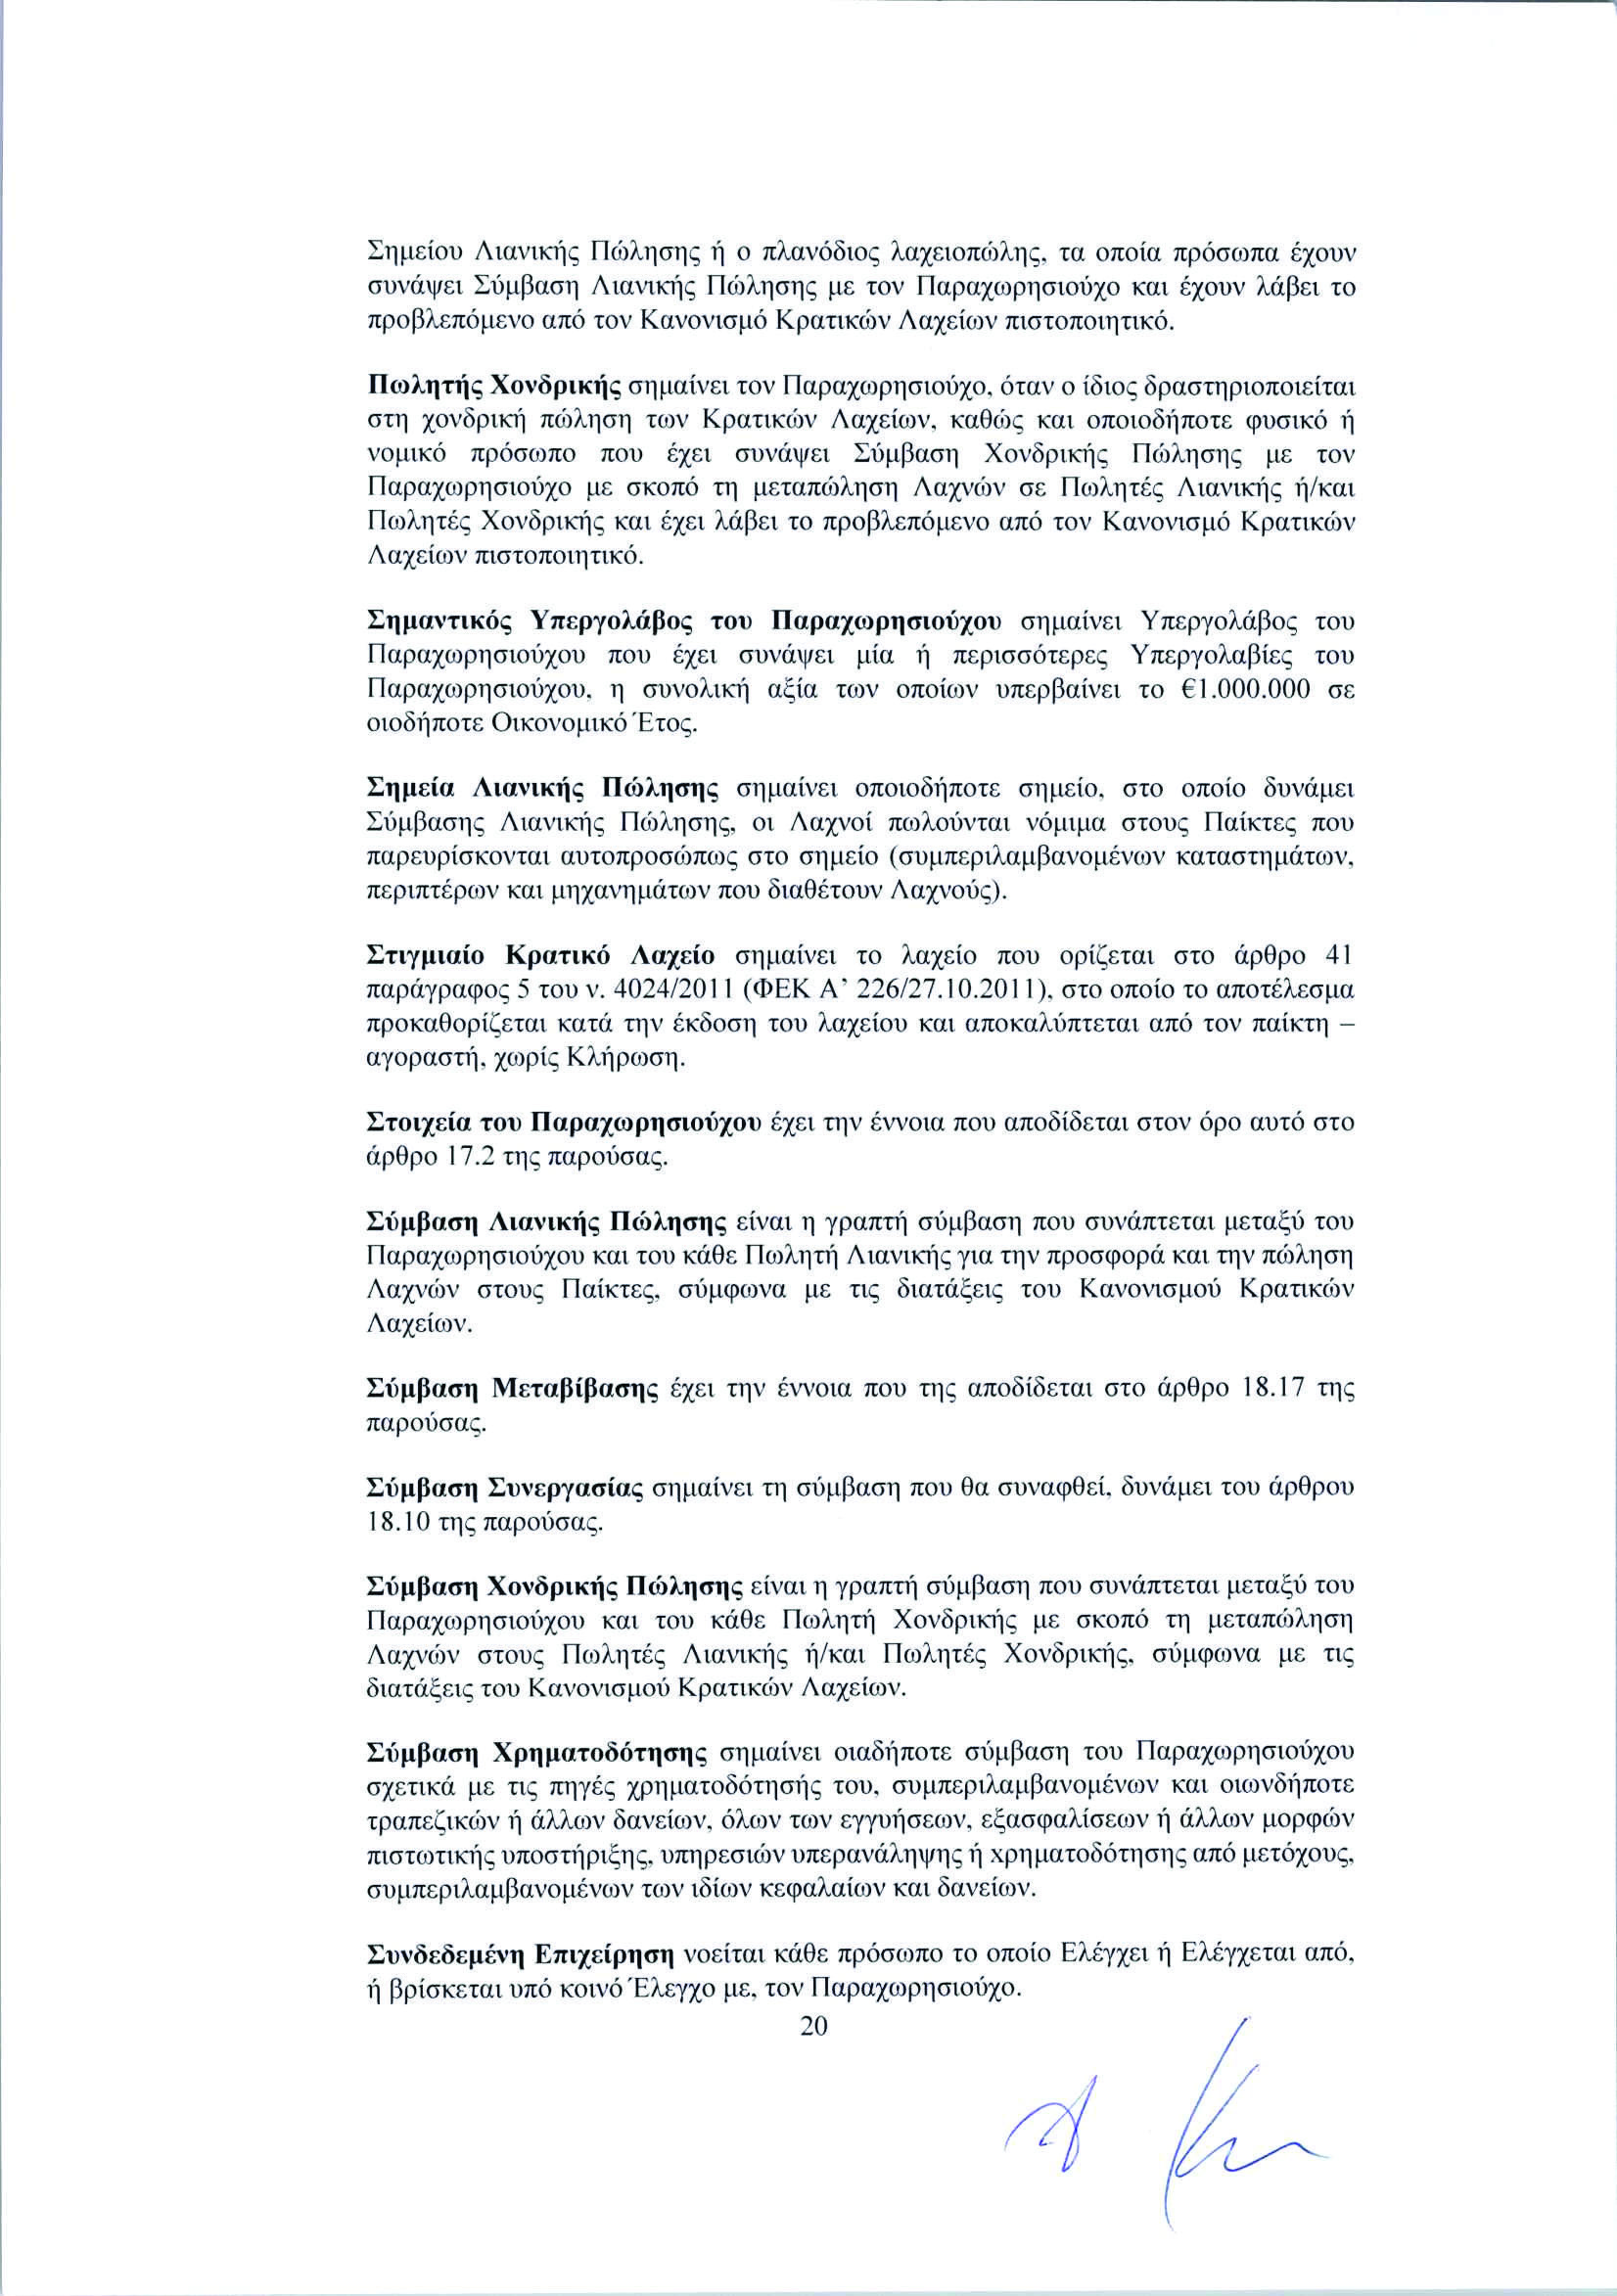 Σημείου Λιανικής Πώλησης ή ο πλανόδιος λαχειοπώλης, τα οποία πρόσωπα έχουν
συνάψει Σύμβαση Λιανικής Πώλησης με τον Παραχωρησιούχο και έχουν λάβει το
προβλεπόμενο από τον Κανονισμό Κρατικών Λαχείων πιστοποιητικό.
Πωλητής Χονδρικής σημαίνει τον Παραχωρησιούχο, όταν ο ίδιος δραστηριοποιείται
στη χονδρική πώληση των Κρατικών Λαχείων, καθώς και οποιοδήποτε φυσικό ή
νομικό πρόσωπο που έχει συνάψει Σύμβαση Χονδρικής Πώλησης με τον
Παραχωρησιούχο με σκοπό τη μεταπώληση Λαχνών σε Πωλητές Λιανικής ή/και
Πωλητές Χονδρικής και έχει λάβει το προβλεπόμενο από τον Κανονισμό Κρατικών
Λαχείων πιστοποιητικό.
Σημαντικός Υπεργολάβος του Παραχωρησιούχου σημαίνει Υπεργολάβος του
Παραχωρησιούχου που έχει συνάψει μία ή περισσότερες Υπεργολαβίες του
Παραχωρησιούχου, η συνολική αξία των οποίων υπερβαίνει το €1.000.000 σε
οιοδήποτε Οικονομικό Έτος.
Σημεία Λιανικής Πώλησης σημαίνει οποιοδήποτε σημείο, στο οποίο δυνάμει
Σύμβασης Λιανικής Πώλησης, οι Λαχνοί πωλούνται νόμιμα στους Παίκτες που
παρευρίσκονται αυτοπροσώπως στο σημείο (συμπεριλαμβανομένων καταστημάτων,
περιπτέρων και μηχανημάτων που διαθέτουν Λαχνούς).
Στιγμιαίο Κρατικό Λαχείο σημαίνει το λαχείο που ορίζεται στο άρθρο 41
παράγραφος 5 του ν. 4024/2011 (ΦΕΚ Α’ 226/27.10.2011), στο οποίο το αποτέλεσμα
προκαθορίζεται κατά την έκδοση του λαχείου και αποκαλύπτεται από τον παίκτη –
αγοραστή, χωρίς Κλήρωση.
Στοιχεία του Παραχωρησιούχου έχει την έννοια που αποδίδεται στον όρο αυτό στο
άρθρο 17.2 της παρούσας.
Σύμβαση Λιανικής Πώλησης είναι η γραπτή σύμβαση που συνάπτεται μεταξύ του
Παραχωρησιούχου και του κάθε Πωλητή Λιανικής για την προσφορά και την πώληση
Λαχνών στους Παίκτες, σύμφωνα με τις διατάξεις του Κανονισμού Κρατικών
Λαχείων.
Σύμβαση Μεταβίβασης έχει την έννοια που της αποδίδεται στο άρθρο 18.17 της
παρούσας.
Σύμβαση Συνεργασίας σημαίνει τη σύμβαση που θα συναφθεί, δυνάμει του άρθρου
18.10 της παρούσας.
Σύμβαση Χονδρικής Πώλησης είναι η γραπτή σύμβαση που συνάπτεται μεταξύ του
Παραχωρησιούχου και του κάθε Πωλητή Χονδρικής με σκοπό τη μεταπώληση
Λαχνών στους Πωλητές Λιανικής ή/και Πωλητές Χονδρικής, σύμφωνα με τις
διατάξεις του Κανονισμού Κρατικών Λαχείων.
Σύμβαση Χρηματοδότησης σημαίνει οιαδήποτε σύμβαση του Παραχωρησιούχου
σχετικά με τις πηγές χρηματοδότησής του, συμπεριλαμβανομένων και οιωνδήποτε
τραπεζικών ή άλλων δανείων, όλων των εγγυήσεων, εξασφαλίσεων ή άλλων μορφών
πιστωτικής υποστήριξης, υπηρεσιών υπερανάληψης ή χρηματοδότησης από μετόχους,
συμπεριλαμβανομένων των ιδίων κεφαλαίων και δανείων.
Συνδεδεμένη Επιχείρηση νοείται κάθε πρόσωπο το οποίο Ελέγχει ή Ελέγχεται από,
ή βρίσκεται υπό κοινό Έλεγχο με, τον Παραχωρησιούχο.
20